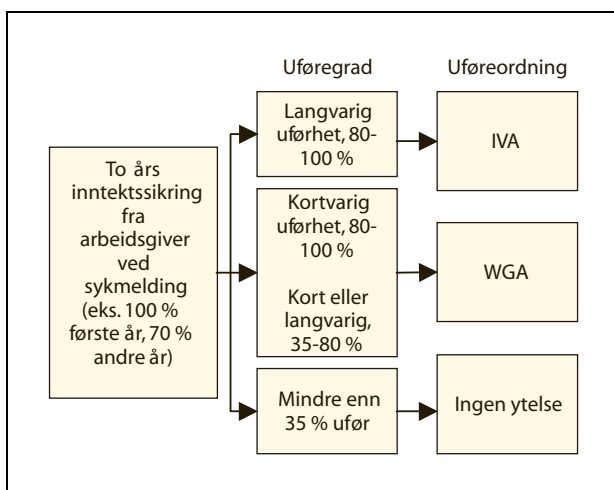 Uføregrad
Uføreordning
To års
inntektssikring
fra
arbeidsgiver
ved
sykmelding
(eks. 100 %
første år, 70 %
andre år)
Langvarig
uførhet, 80-
100 %
IVA
Kortvarig
uførhet, 80-
100 %
Kort eller
langvarig,
35-80 %
WGA
Mindre enn
35 % ufør
Ingen ytelse